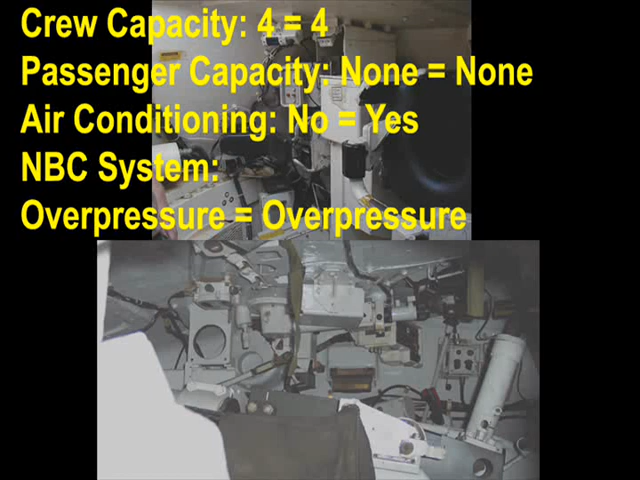 Crew Capacity: 4 = 4
Passenger Capacity: None = None
Air Conditioning: No = Yes
NBC System:
Overpressure = Overpressure